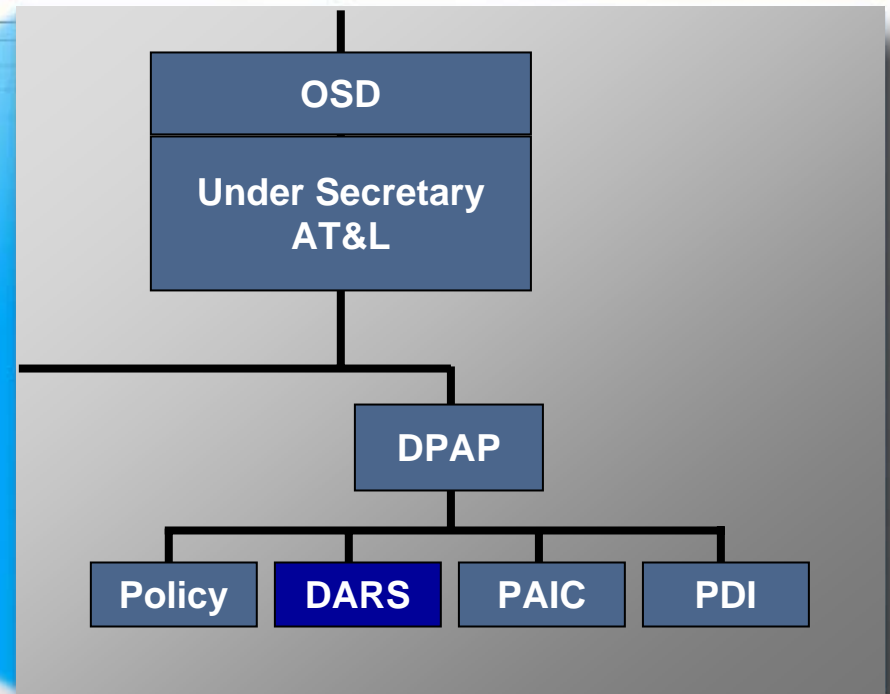 OSD
Under Secretary
AT&L
DPAP
Policy
DARS
PAIC
PDI